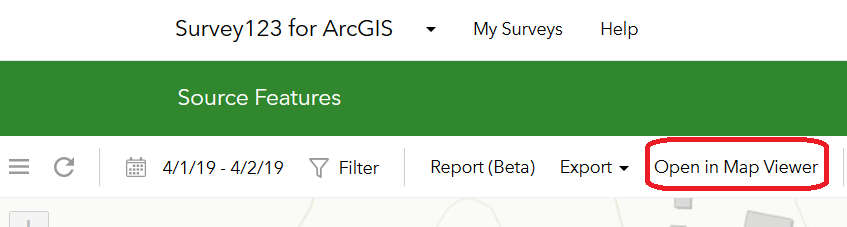 Survey123 for ArcGIS My Surveys Help
Source Features
4/1/19 - 4/2/19 Filter Report (Beta) Export Open in Map Viewer